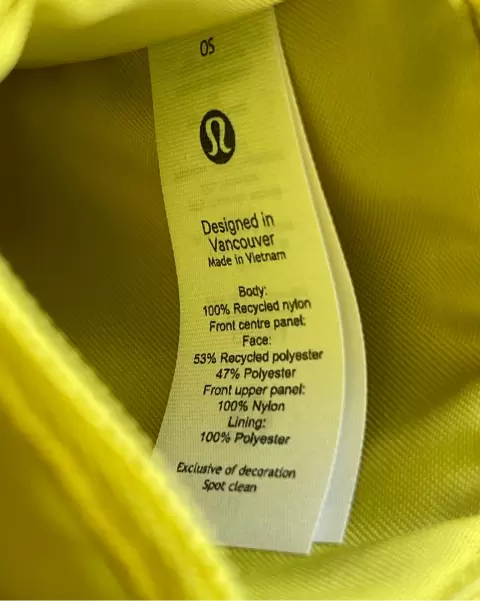 OS
Designed in
Vancouver
Made in Vietnam
Body:
100% Recycled nylon
Front centre panel:
Face:
53% Recycled polyester
47% Polyester
Front upper panel:
100% Nylon
Lining:
100% Polyester
Exclusive of decoration
Spot clean